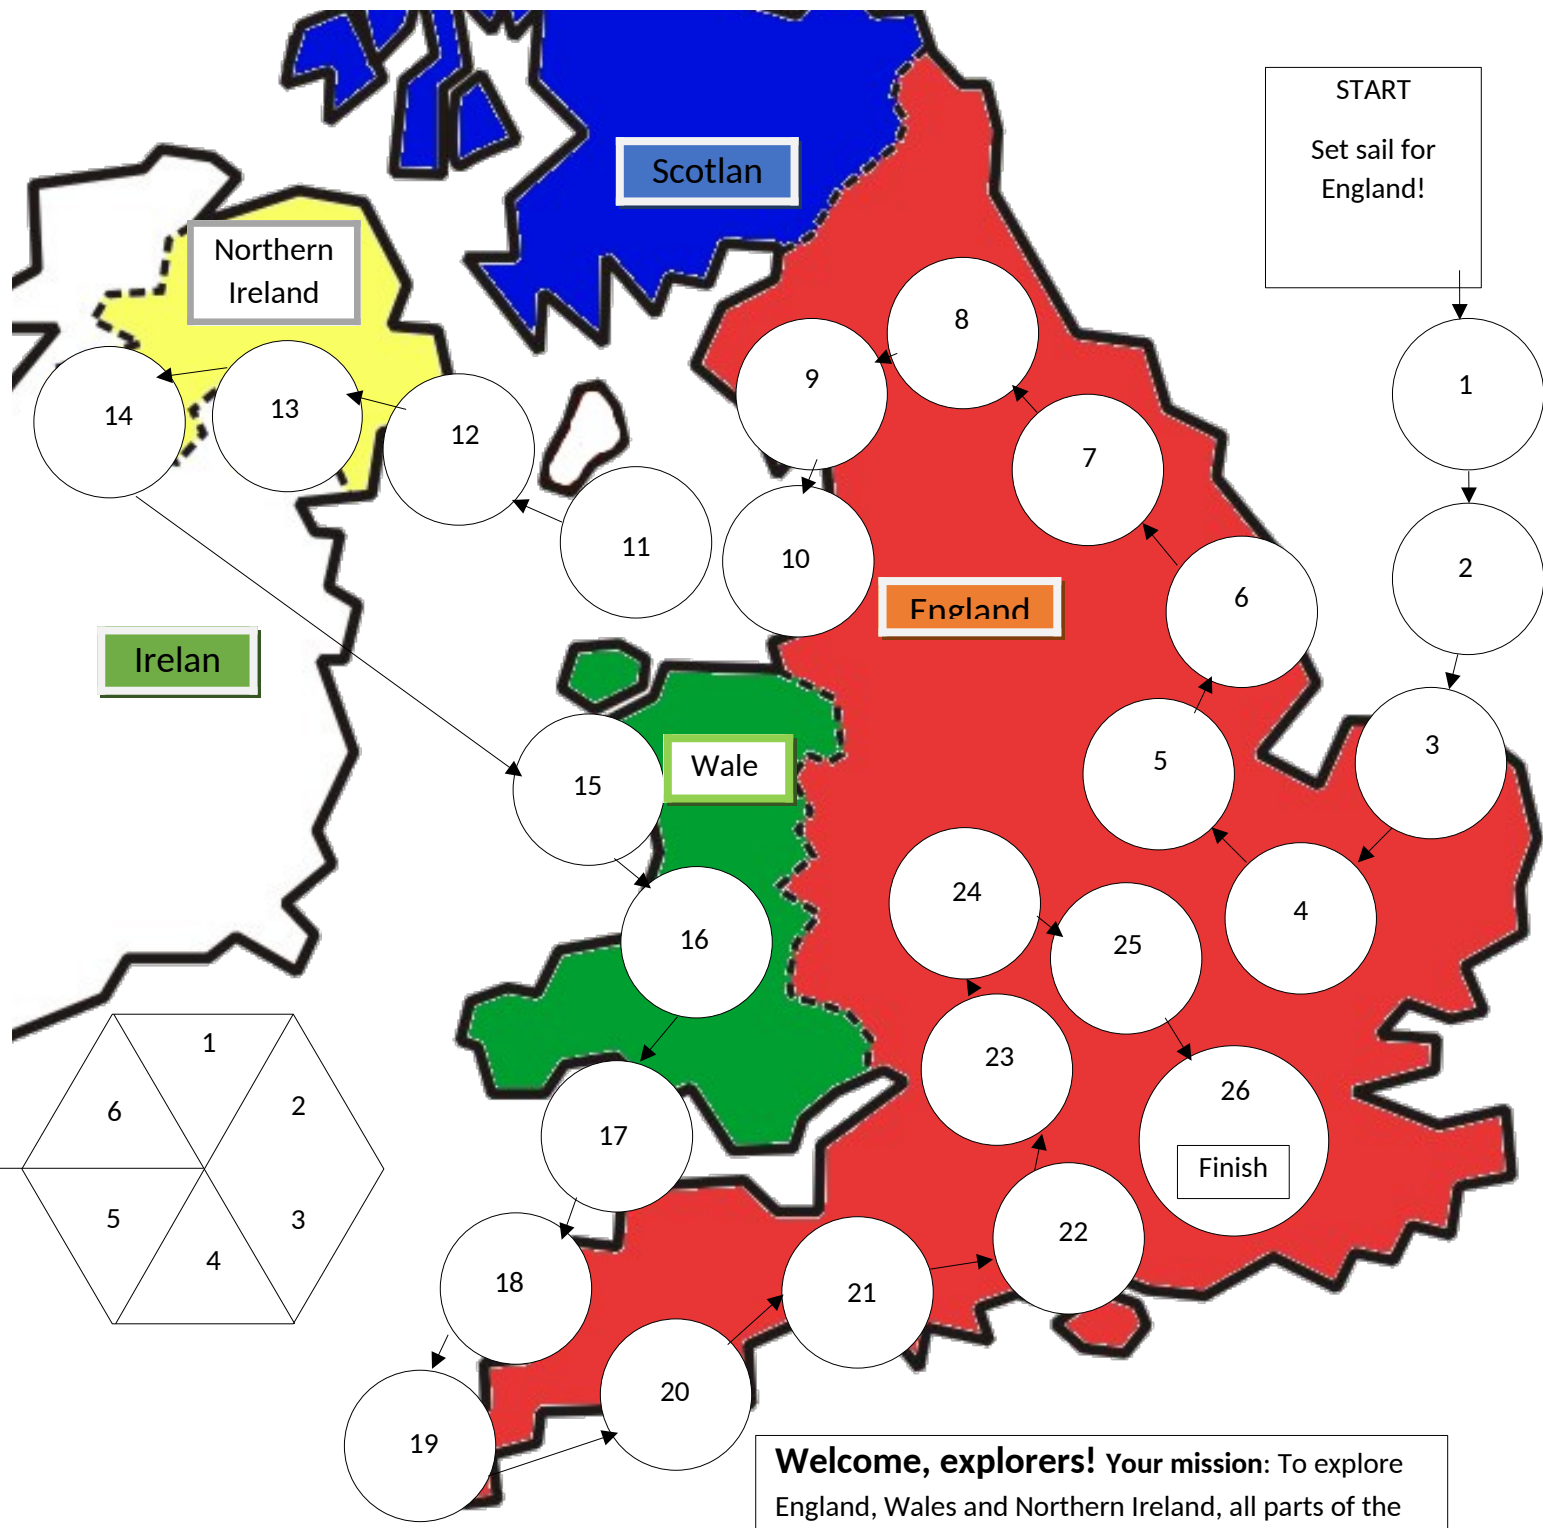 START
Set sail for
England!
Scotlan
Northern
Ireland
8
1
9
7
14
13
12
11
10
2
6
England
Irelan
3
5
Wale
15
24
4
25
16
1
6
2
23
26
17
Finish
5
3
22
4
18
21
20
19
Welcome, explorers! Your mission: To explore
England, Wales and Northern Ireland, all parts of the